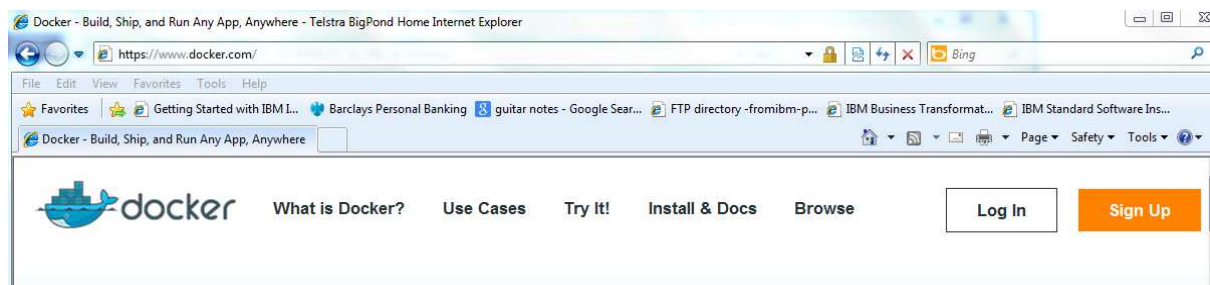 Docker - Build, Ship, and Run Any App, Anywhere - Telstra BigPond Home Internet Explorer
https://www.docker.com/ Bing
File Edit View Favorites Tools Help
Favorites Getting Started with IBM I... Barclays Personal Banking guitar notes - Google Sear... FTP directory -fromibm-p... IBM Business Transformat... IBM Standard Software Ins...
Docker - Build, Ship, and Run Any App, Anywhere Page Safety Tools
docker What is Docker? Use Cases Try It! Install & Docs Browse Log In Sign Up